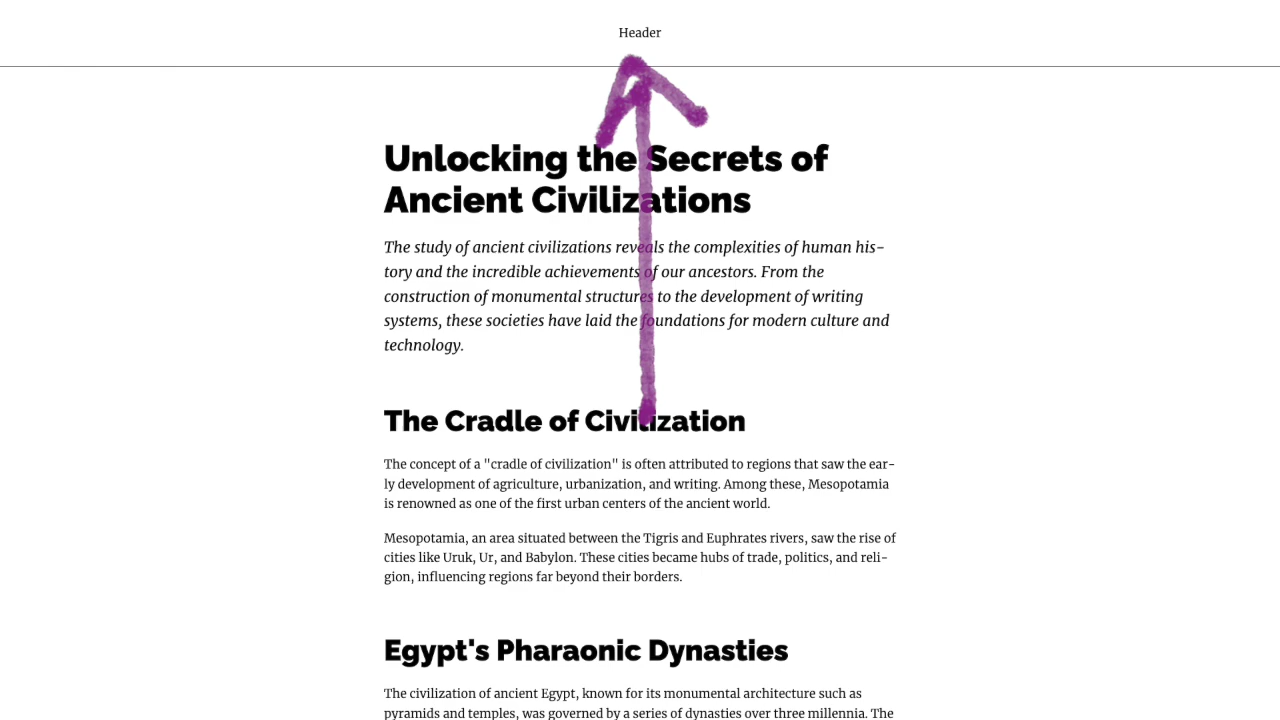 Header
Unlocking the Secrets of
Ancient Civilizations
The study of ancient civilizations reveals the complexities of human his-
tory and the incredible achievements of our ancestors. From the
construction of monumental structures to the development of writing
systems, these societies have laid the foundations for modern culture and
technology.
The Cradle of Civilization
The concept of a "cradle of civilization" is often attributed to regions that saw the ear-
ly development of agriculture, urbanization, and writing. Among these, Mesopotamia
is renowned as one of the first urban centers of the ancient world.
Mesopotamia, an area situated between the Tigris and Euphrates rivers, saw the rise of
cities like Uruk, Ur, and Babylon. These cities became hubs of trade, politics, and reli-
gion, influencing regions far beyond their borders.
Egypt's Pharaonic Dynasties
The civilization of ancient Egypt, known for its monumental architecture such as
pyramids and temples, was governed by a series of dynasties over three millennia. The